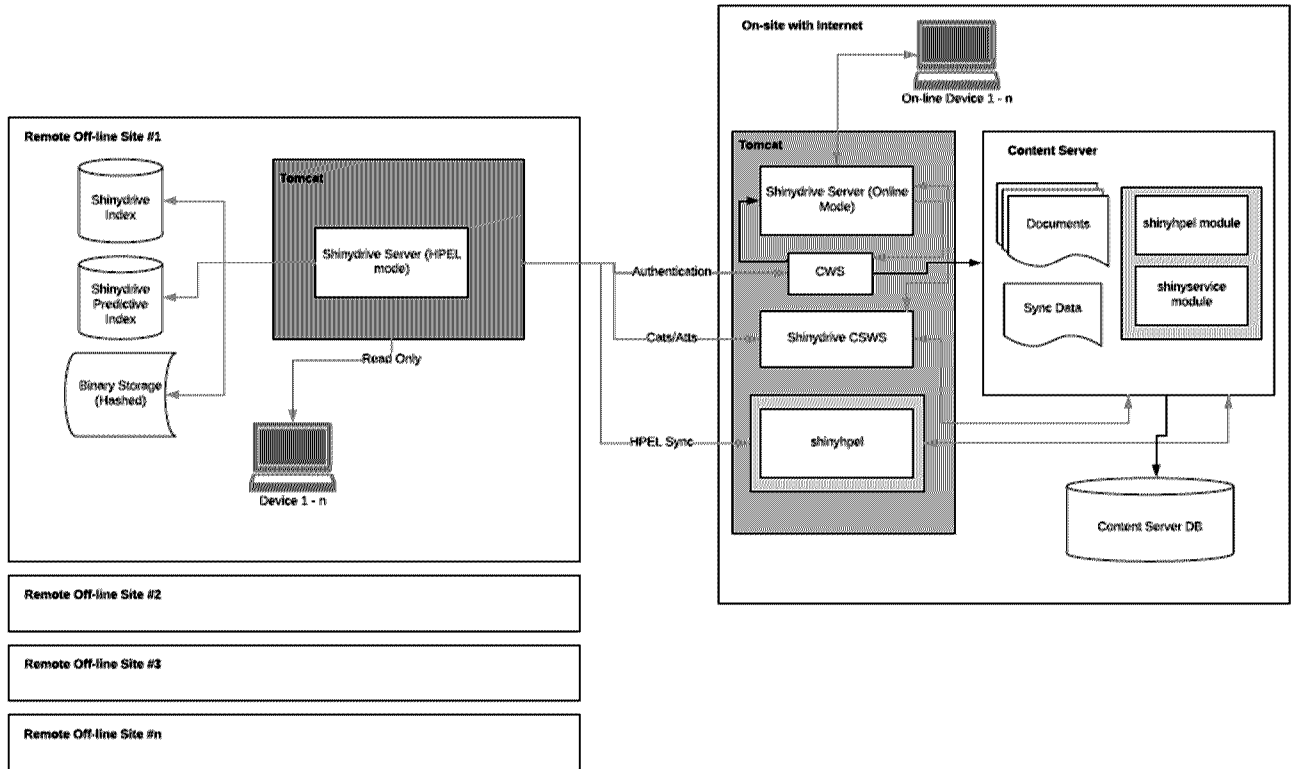 On-site with Internet
On-line Device 1 - n
Remote Off-line Site #1
Shinydrive
Index
Shinydrive
Predictive
Index
Binary Storage
(Hashed)
Tomcat
Shinydrive Server (HPEL
mode)
Read Only
Device 1 - n
Authentication
Cats/Atts
HPEL Sync
Tomcat
Shinydrive Server (Online
Mode)
CWS
Shinydrive CSWS
shinyhpel
Content Server
Documents
Sync Data
shinyhpel module
shinyservice
module
Content Server DB
Remote Off-line Site #2
Remote Off-line Site #3
Remote Off-line Site #n